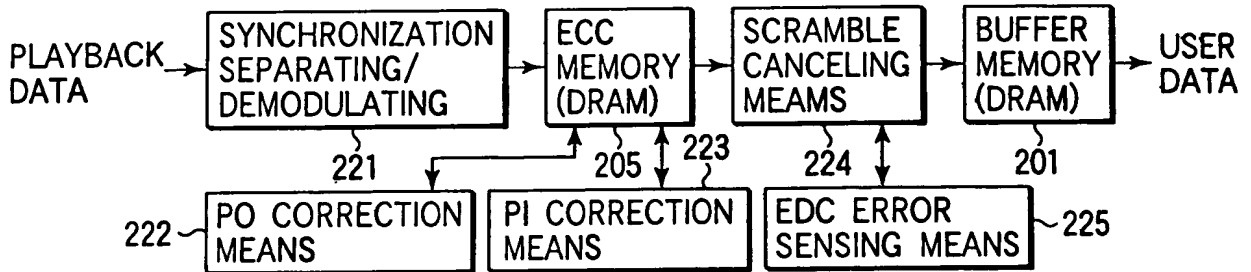 PLAYBACK
DATA
SYNCHRONIZATION
SEPARATING/
DEMODULATING
221
ECC
MEMORY
(DRAM)
205
SCRAMBLE
CANCELING
MEAMS
224
BUFFER
MEMORY
(DRAM)
201
USER
DATA
222
PO CORRECTION
MEANS
223
PI CORRECTION
MEANS
EDC ERROR
SENSING MEANS
225